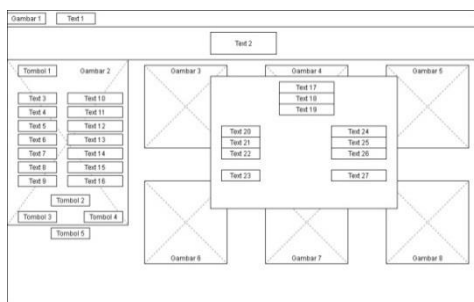 Gambar 1 Text 1
Text 2
Tombol 1 Gambar 2 Gambar 3 Gambar 4 Gambar 5
Text 17
Text 3 Text 10 Text 18
Text 4 Text 11 Text 19
Text 5 Text 12
Text 6 Text 13 Text 20 Text 24
Text 7 Text 14 Text 21 Text 25
Text 8 Text 15 Text 22 Text 26
Text 9 Text 16 Text 23 Text 27
Tombol 2
Tombol 3 Tombol 4
Tombol 5
Gambar 6 Gambar 7 Gambar 8